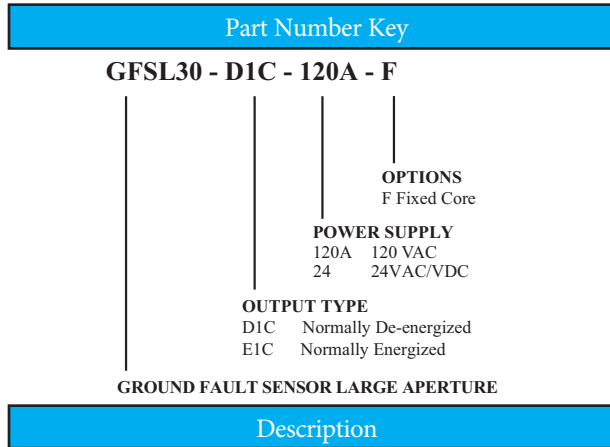 Part Number Key
GFSL30 - D1C - 120A - F
OPTIONS
F Fixed Core
POWER SUPPLY
120A 120 VAC
24 24VAC/VDC
OUTPUT TYPE
D1C Normally De-energized
E1C Normally Energized
GROUND FAULT SENSOR LARGE APERTURE
Description